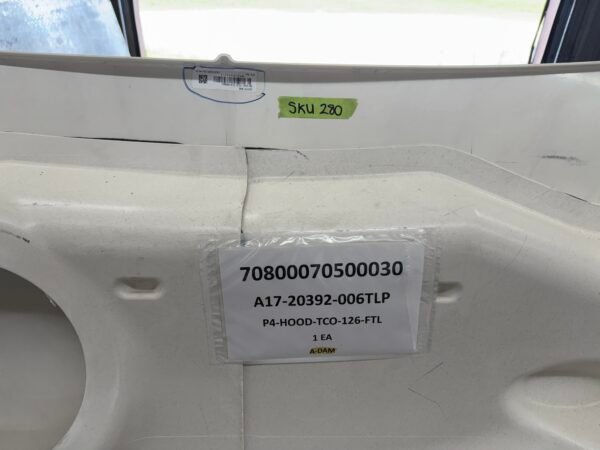 SKU 280
70800070500030
A17-20392-006TLP
P4-HOOD-TCO-126-FTL
1 EA
A-DAM